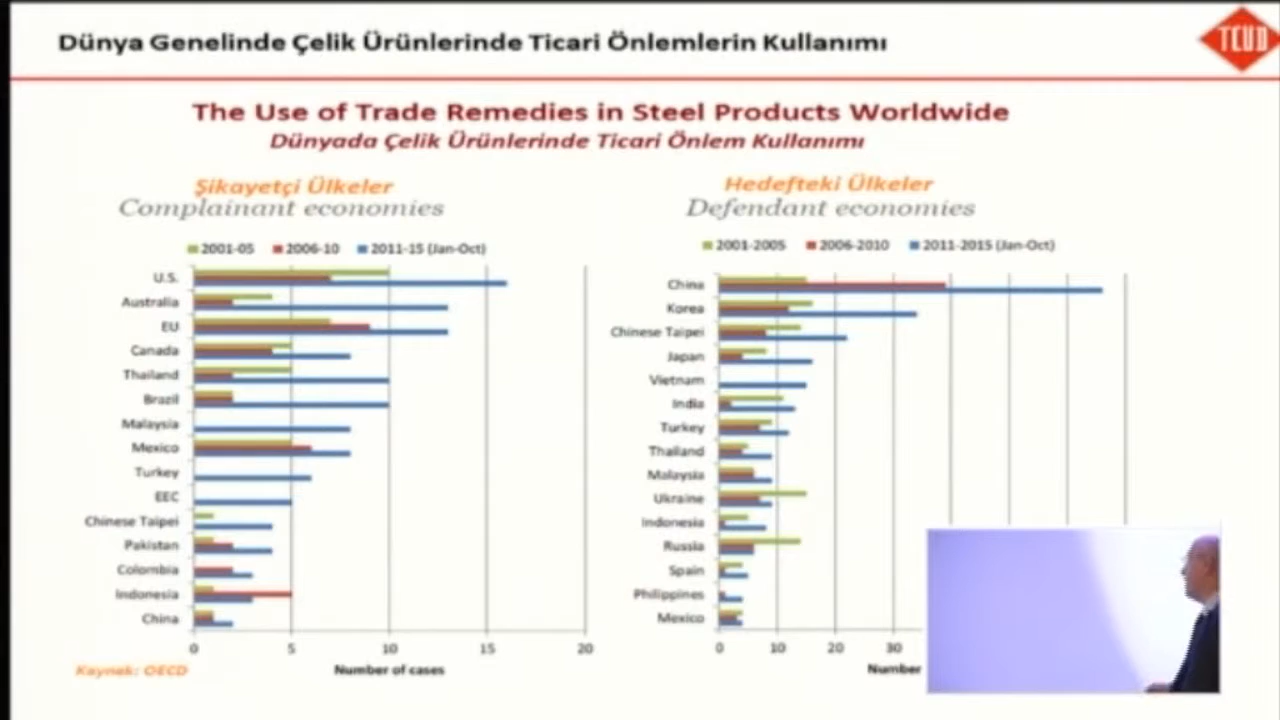 Dünya Genelinde Çelik Ürünlerinde Ticari Önlemlerin Kullanımı
TCUD
The Use of Trade Remedies in Steel Products Worldwide
Dünyada Çelik Ürünlerinde Ticari Önlem Kullanımı
Şikayetçi Ülkeler
Complainant economies
2001-05 2006-10 2011-15 (Jan-Oct)
U.S.
Australia
EU
Canada
Thailand
Brazil
Malaysia
Mexico
Turkey
EEC
Chinese Taipei
Pakistan
Colombia
Indonesia
China
0 5 10 15 20
Number of cases
Kaynak: OECD
Hedefteki Ülkeler
Defendant economies
2001-2005 2006-2010 2011-2015 (Jan-Oct)
China
Korea
Chinese Taipei
Japan
Vietnam
India
Turkey
Thailand
Malaysia
Ukraine
Indonesia
Russia
Spain
Philippines
Mexico
0 10 20 30
Number